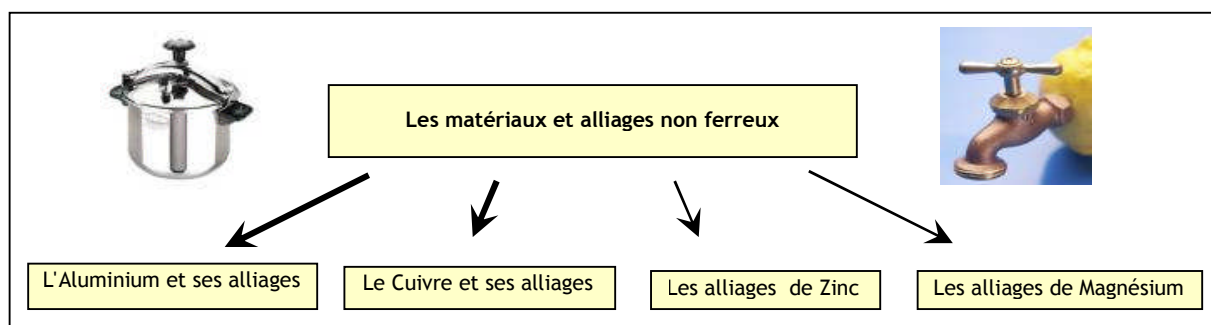 Les matériaux et alliages non ferreux
L'Aluminium et ses alliages
Le Cuivre et ses alliages
Les alliages de Zinc
Les alliages de Magnésium